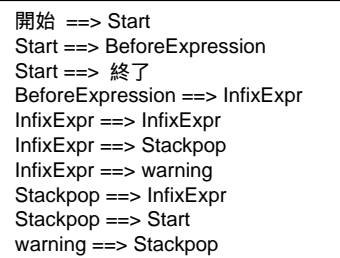 開始 ==> Start
Start ==> BeforeExpression
Start ==> 終了
BeforeExpression ==> InfixExpr
InfixExpr ==> InfixExpr
InfixExpr ==> Stackpop
InfixExpr ==> warning
Stackpop ==> InfixExpr
Stackpop ==> Start
warning ==> Stackpop